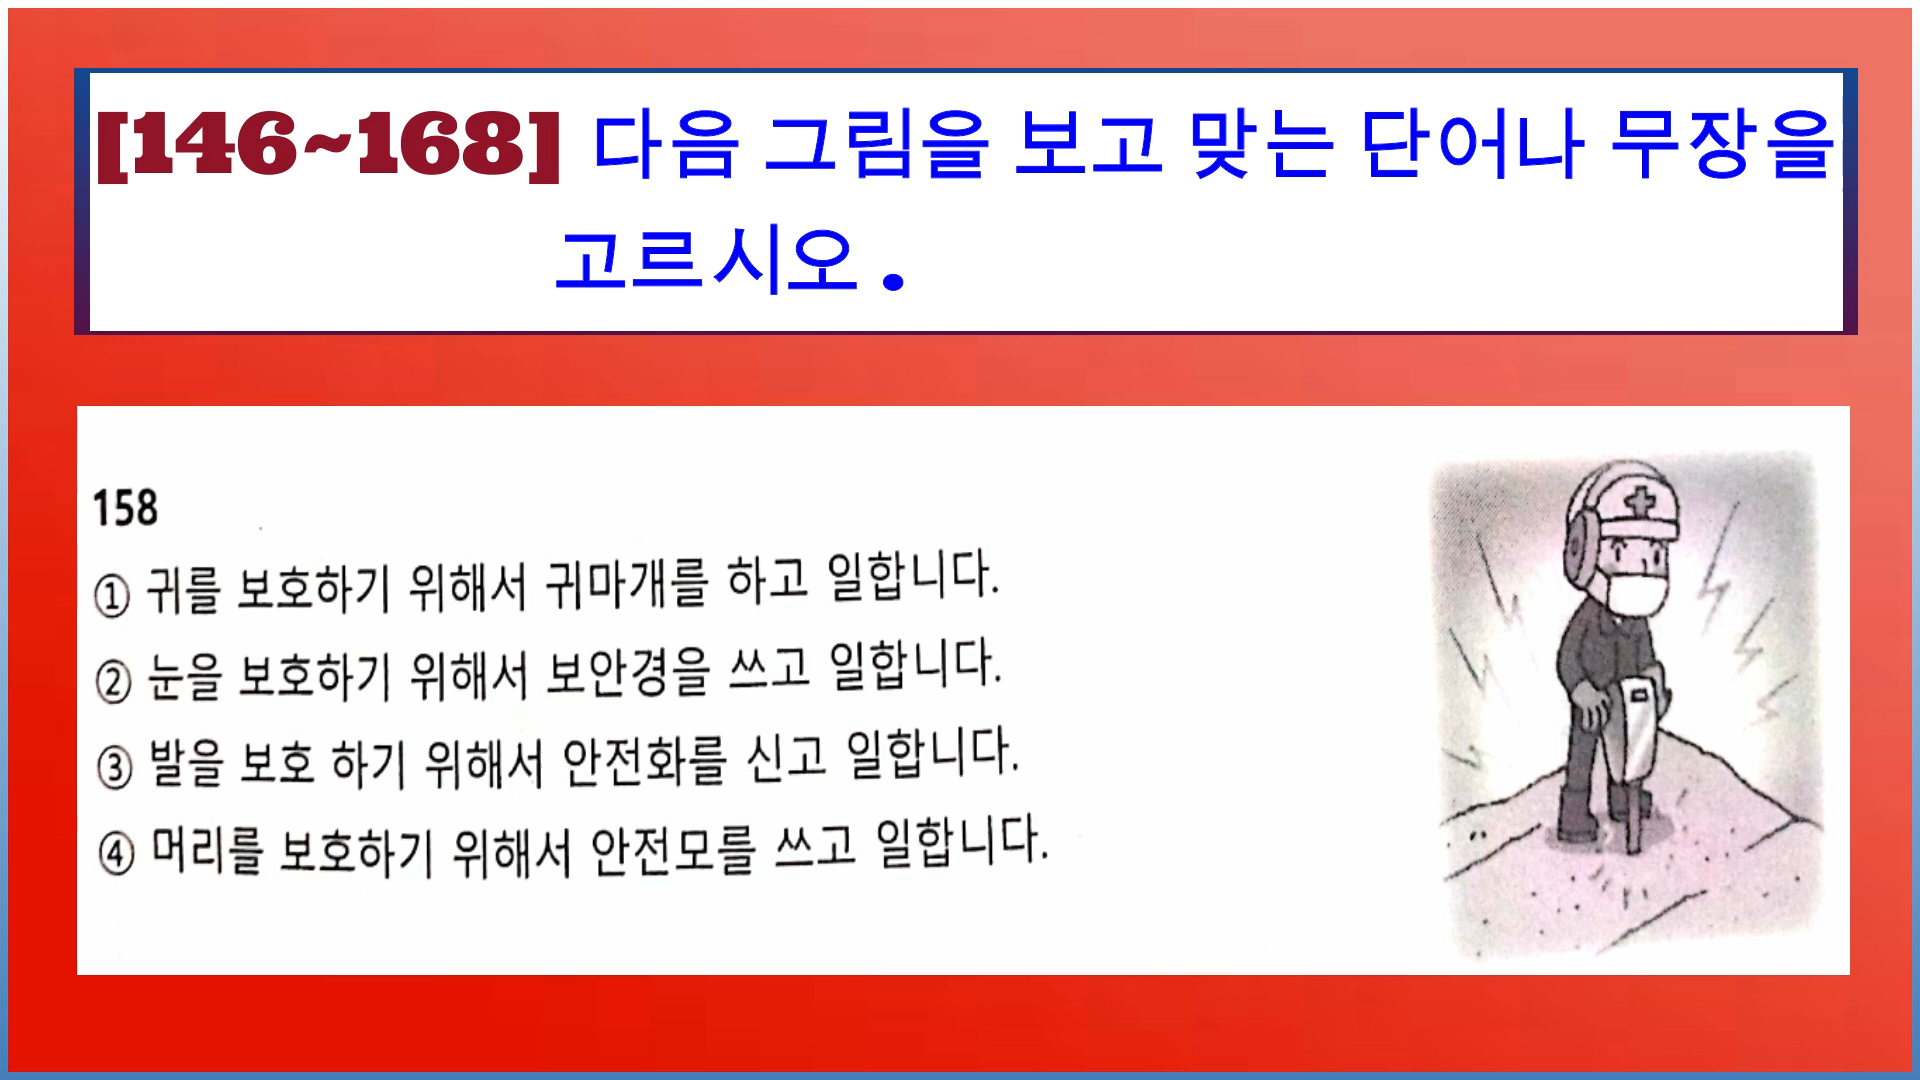 [146~168] 다음 그림을 보고 맞는 단어나 무장을
고르시오.
158
① 귀를 보호하기 위해서 귀마개를 하고 일합니다.
② 눈을 보호하기 위해서 보안경을 쓰고 일합니다.
③ 발을 보호 하기 위해서 안전화를 신고 일합니다.
④ 머리를 보호하기 위해서 안전모를 쓰고 일합니다.